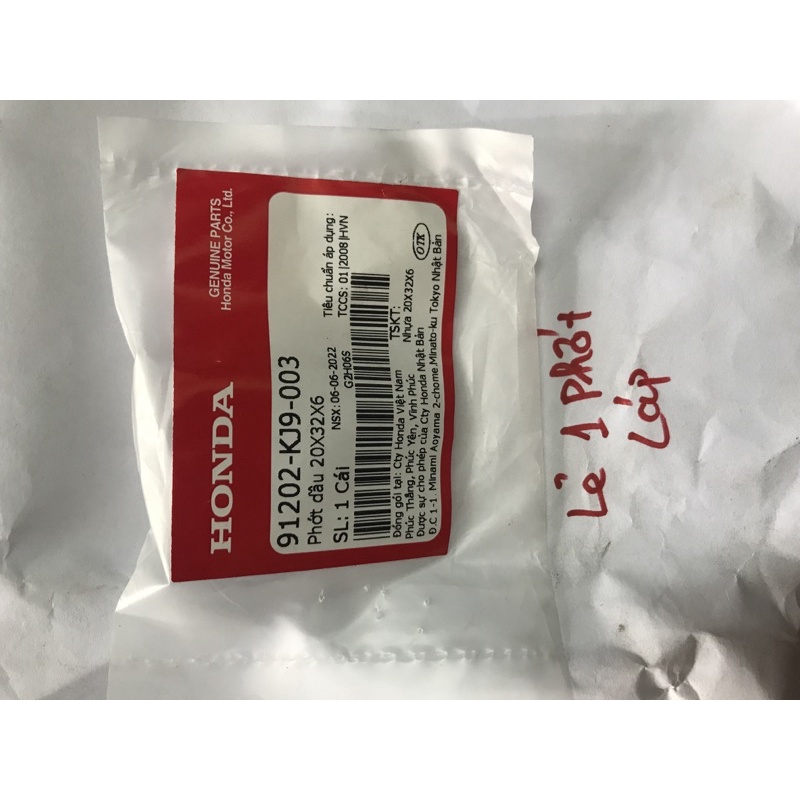 HONDA
GENUINE PARTS
Honda Motor Co., Ltd.
91202-KJ9-003
Phớt dầu 20X32X6
SL: 1 Cái
NSX: 06-06-2022
G2H06S
Tiêu chuẩn áp dụng:
TCCS: 01|2008|HVN
TSKT:
Nhựa 20X32X6
OTK
Đóng gói tại: Cty Honda Việt Nam
Phúc Thắng, Phúc Yên, Vĩnh Phúc
Được sự cho phép của Cty Honda Nhật Bản
Đ.C 1-1. Minami Aoyama 2-chome.Minato-ku Tokyo Nhật Bản
Lẻ 1 phớt
Láp